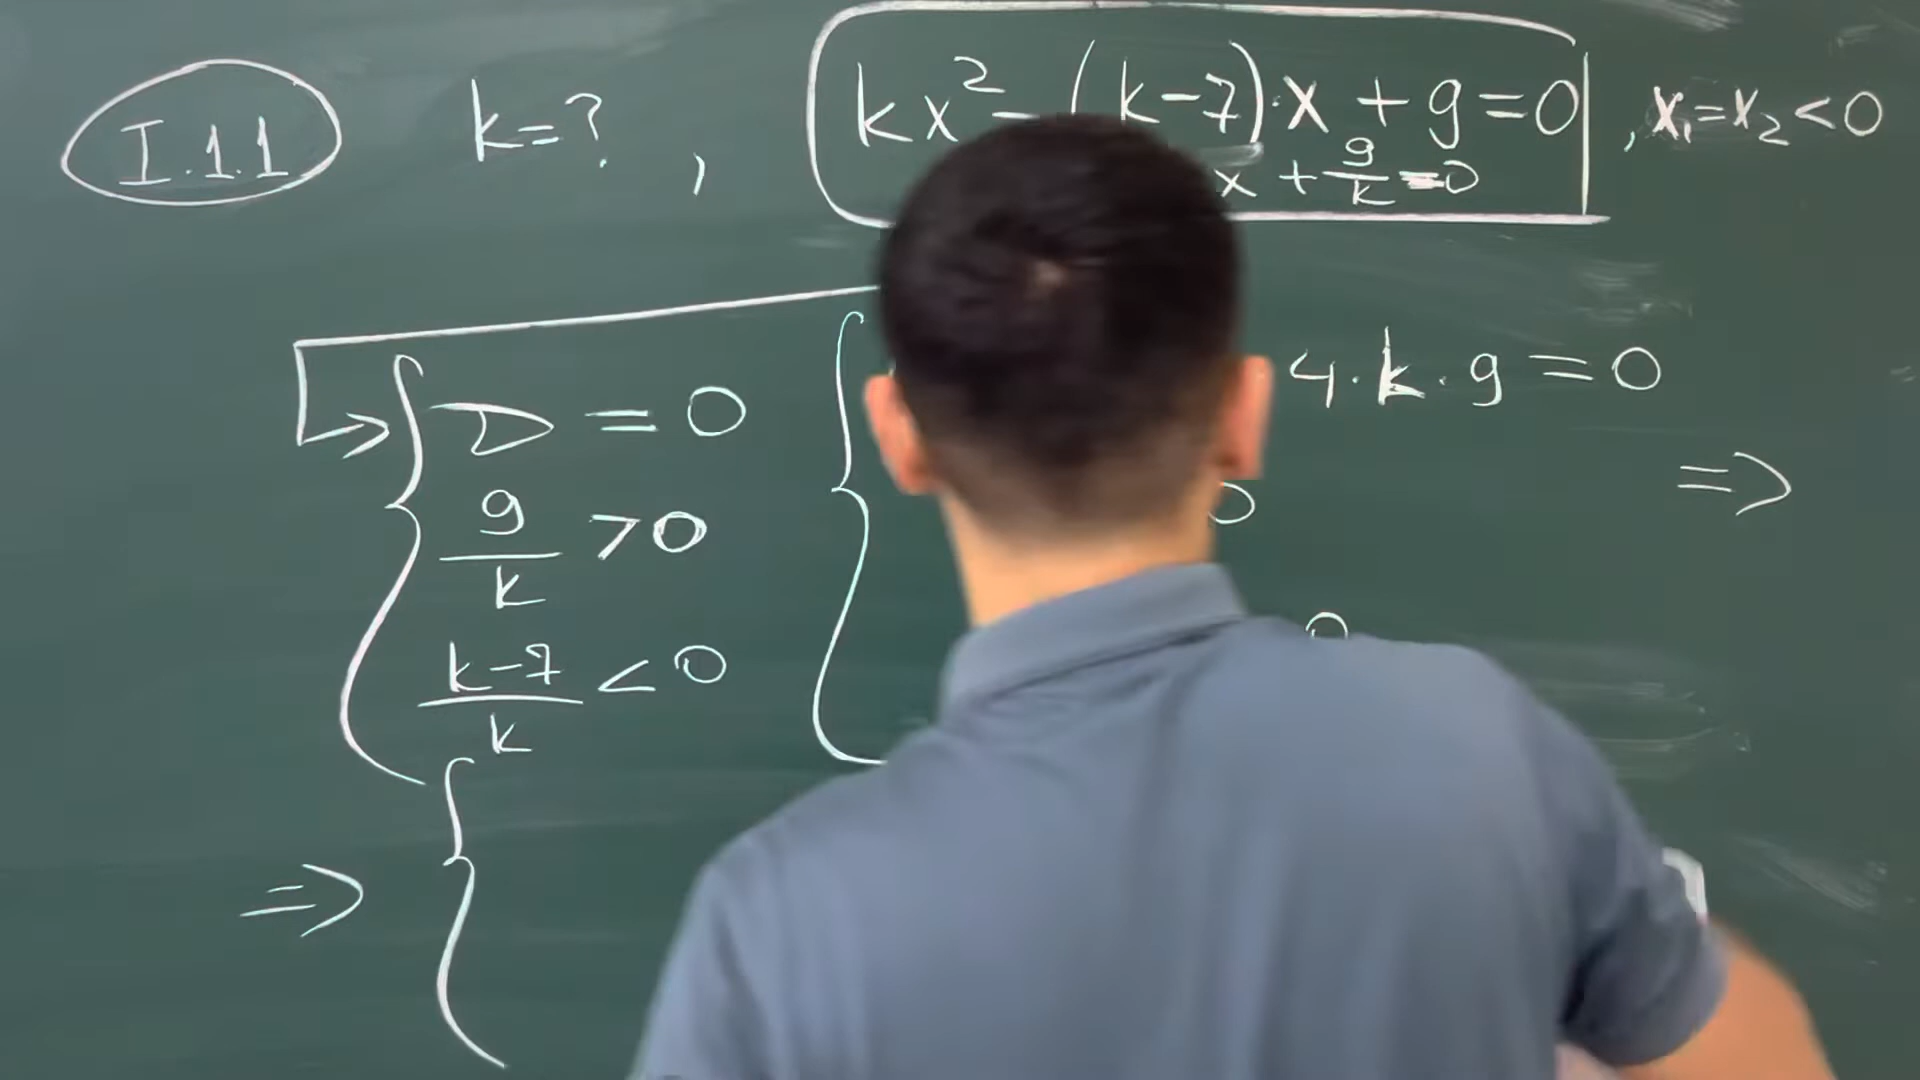 I.1.1 k=? , kx² - (k-7)·x + 9 = 0 , x₁=x₂<0
x + 9/k = 0
D = 0
4·k·9 = 0
9/k > 0
0
=>
k-7/k < 0
=> {